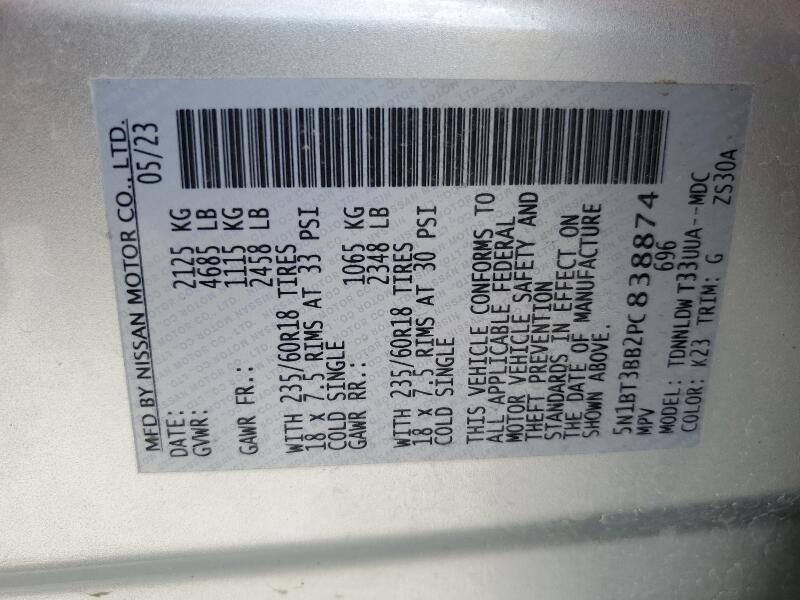 MFD BY NISSAN MOTOR CO., LTD.
DATE: 05/23
GVWR: 2125 KG
4685 LB
GAWR FR.: 1115 KG
2458 LB
WITH 235/60R18 TIRES
18 X 7.5 RIMS AT 33 PSI
COLD SINGLE
GAWR RR.: 1065 KG
2348 LB
WITH 235/60R18 TIRES
18 X 7.5 RIMS AT 30 PSI
COLD SINGLE
THIS VEHICLE CONFORMS TO
ALL APPLICABLE FEDERAL
MOTOR VEHICLE SAFETY AND
THEFT PREVENTION
STANDARDS IN EFFECT ON
THE DATE OF MANUFACTURE
SHOWN ABOVE.
5N1BT3BB2PC838874
MPV 696
MODEL: TDNNLDW T33UUA--MDC
COLOR: K23 TRIM: G ZS30A